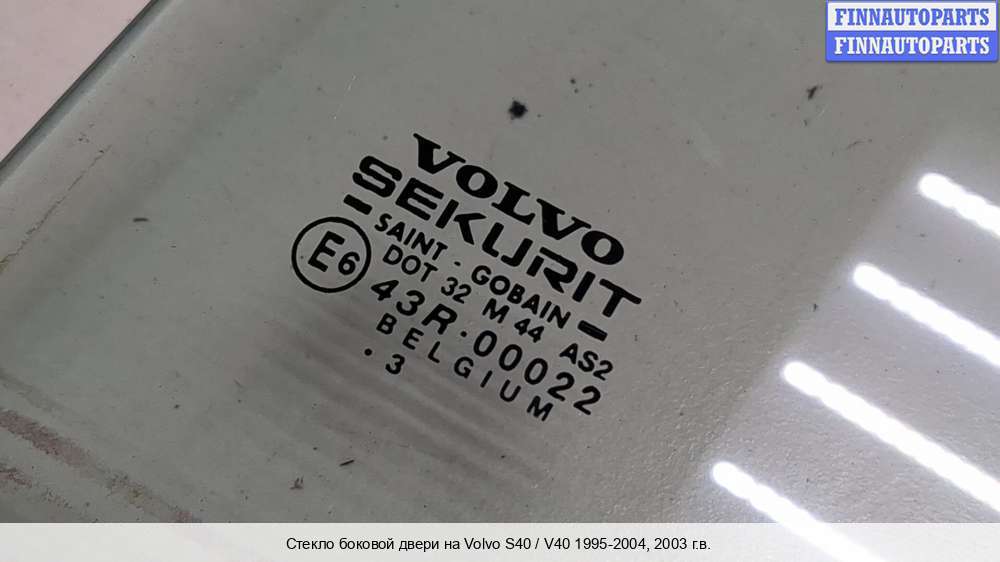 FINNAUTOPARTS
FINNAUTOPARTS
VOLVO
SEKURIT
SAINT - GOBAIN
E6
DOT 32 M 44 AS2
43R·00022
BELGIUM
. 3
Стекло боковой двери на Volvo S40 / V40 1995-2004, 2003 г.в.